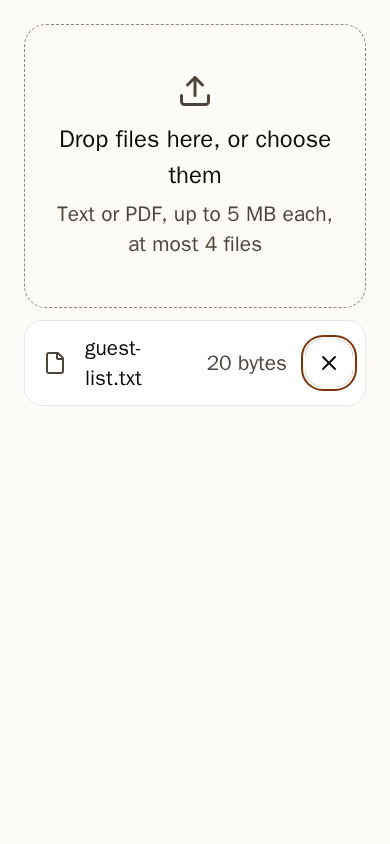 Drop files here, or choose
them
Text or PDF, up to 5 MB each,
at most 4 files
guest-
list.txt
20 bytes